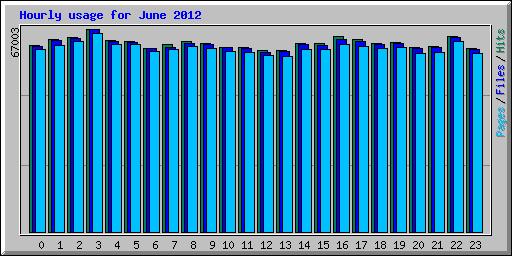 Hourly usage for June 2012
67003
Pages / Files / Hits
0 1 2 3 4 5 6 7 8 9 10 11 12 13 14 15 16 17 18 19 20 21 22 23